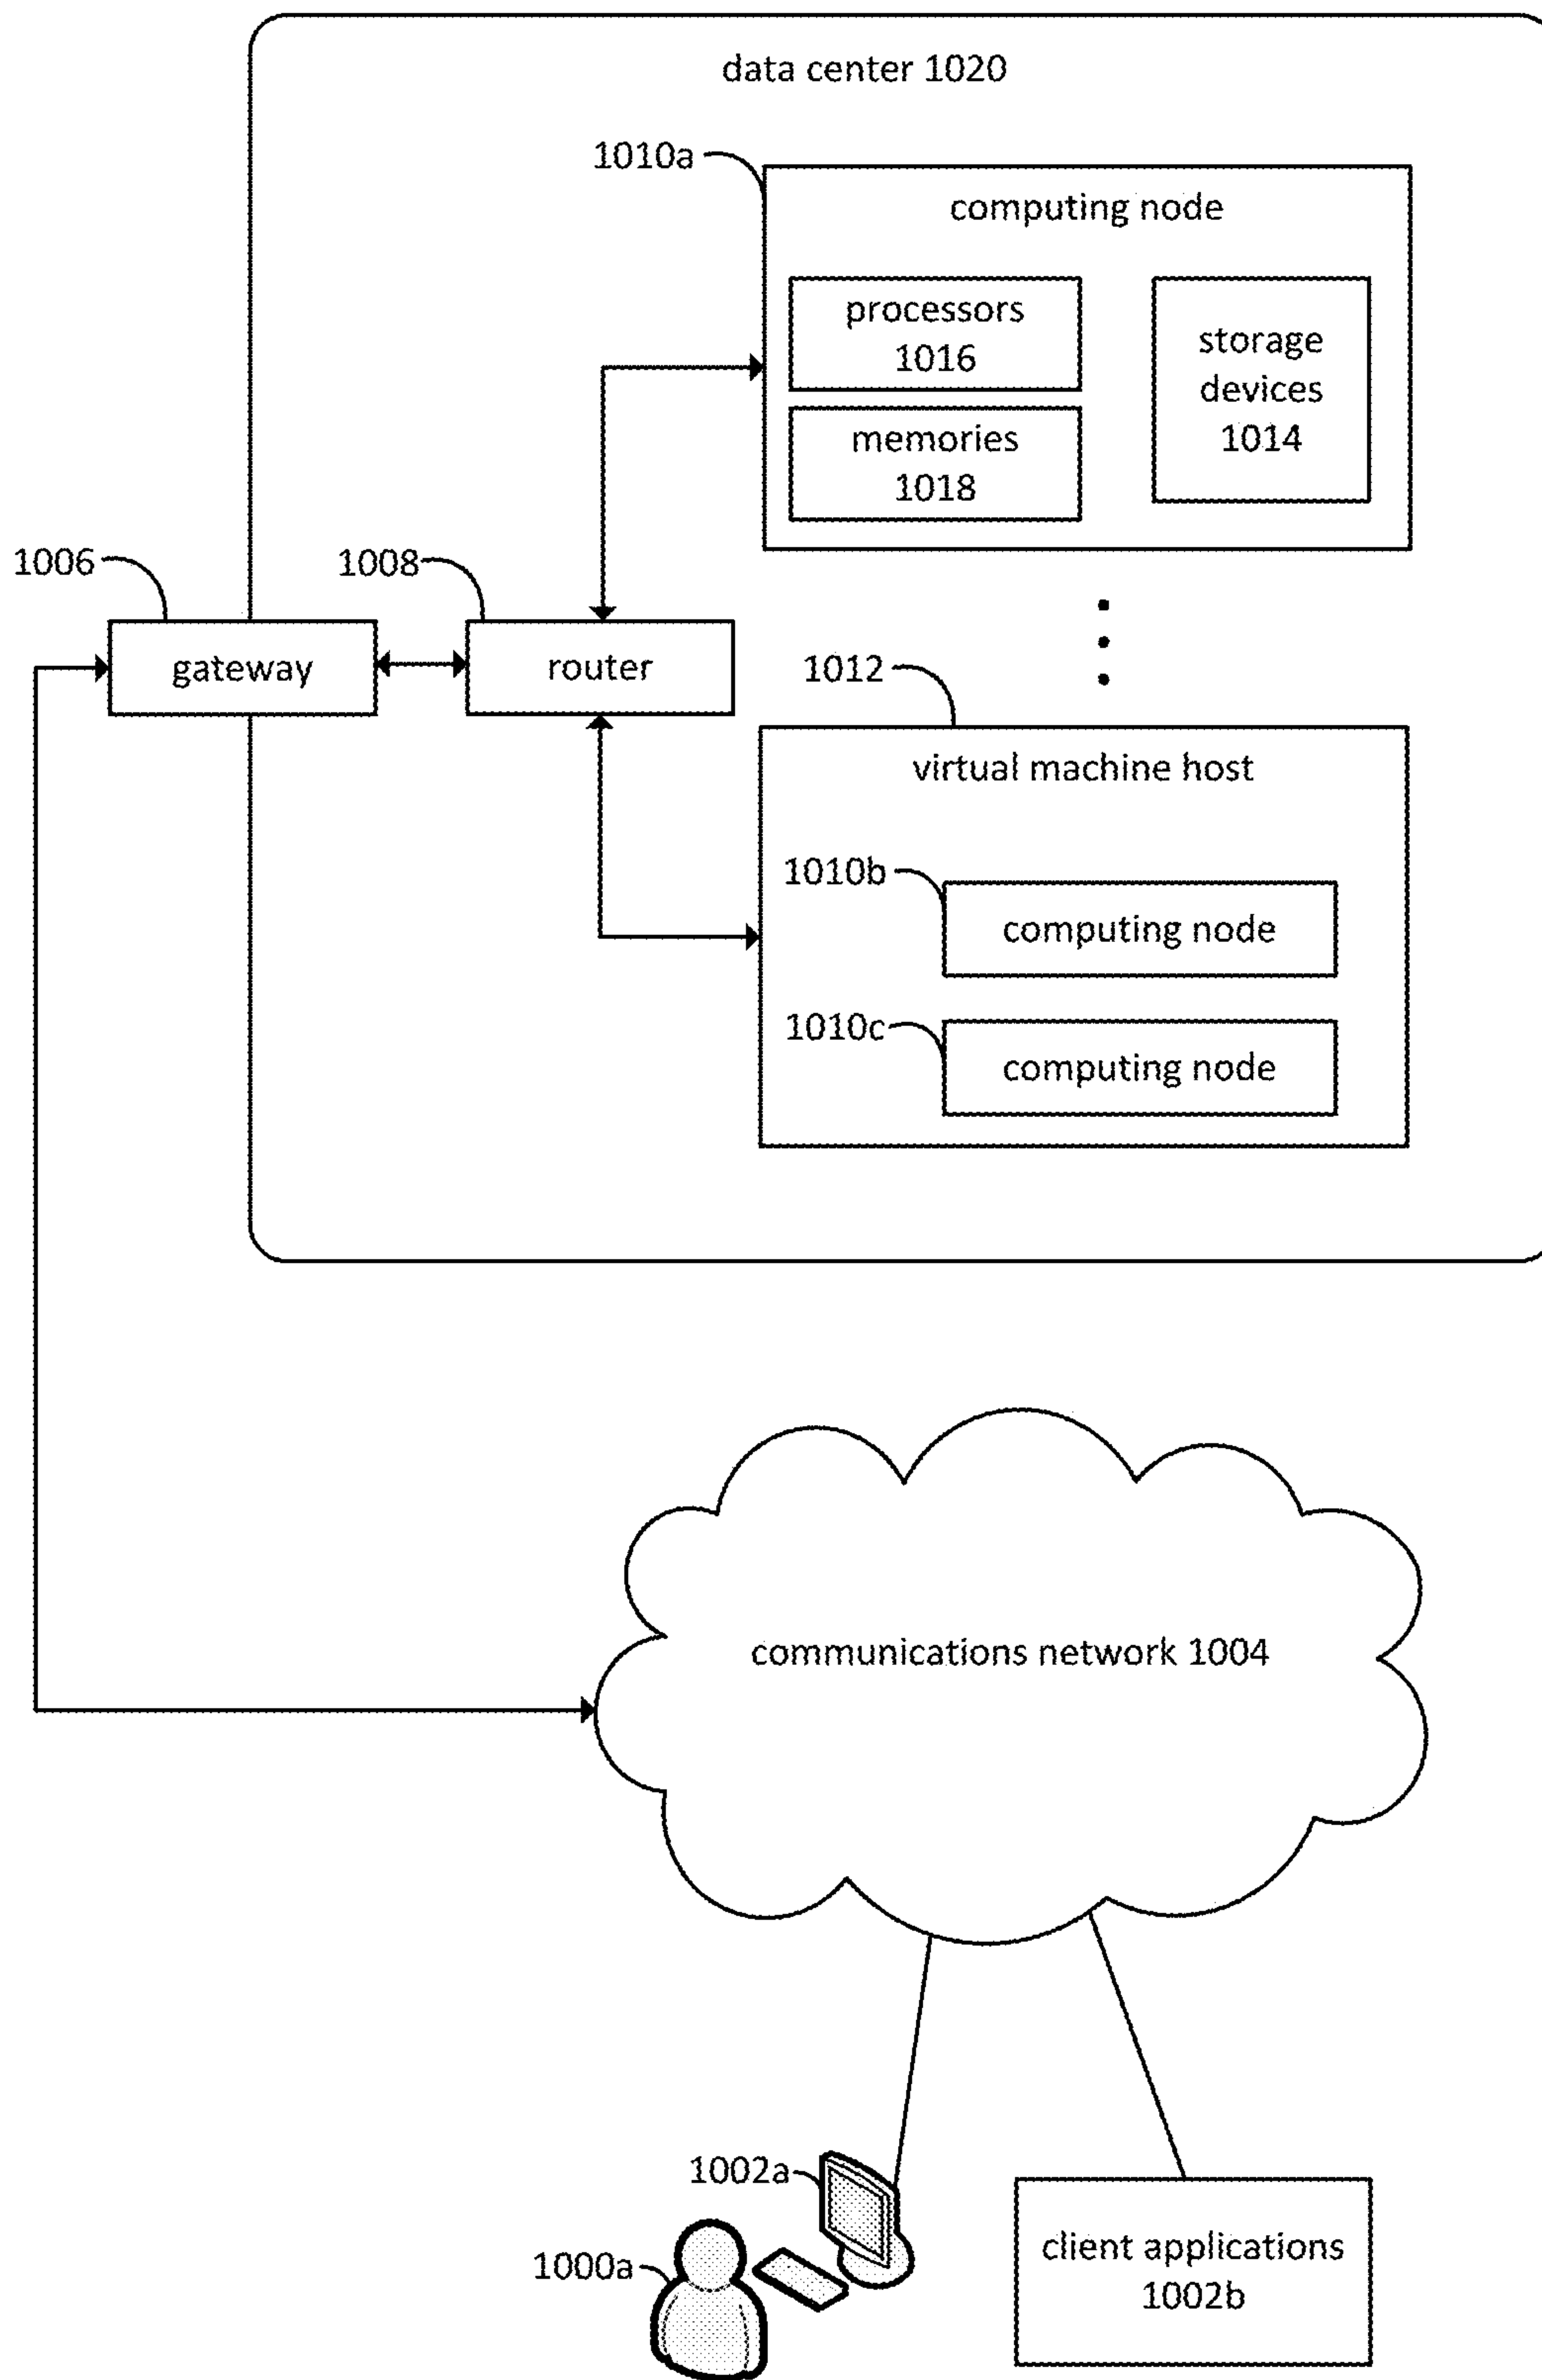 data center 1020
1010a
computing node
processors
1016
storage
devices
1014
memories
1018
1006
1008
gateway
router
1012
virtual machine host
1010b
computing node
1010c
computing node
communications network 1004
1002a
1000a
client applications
1002b